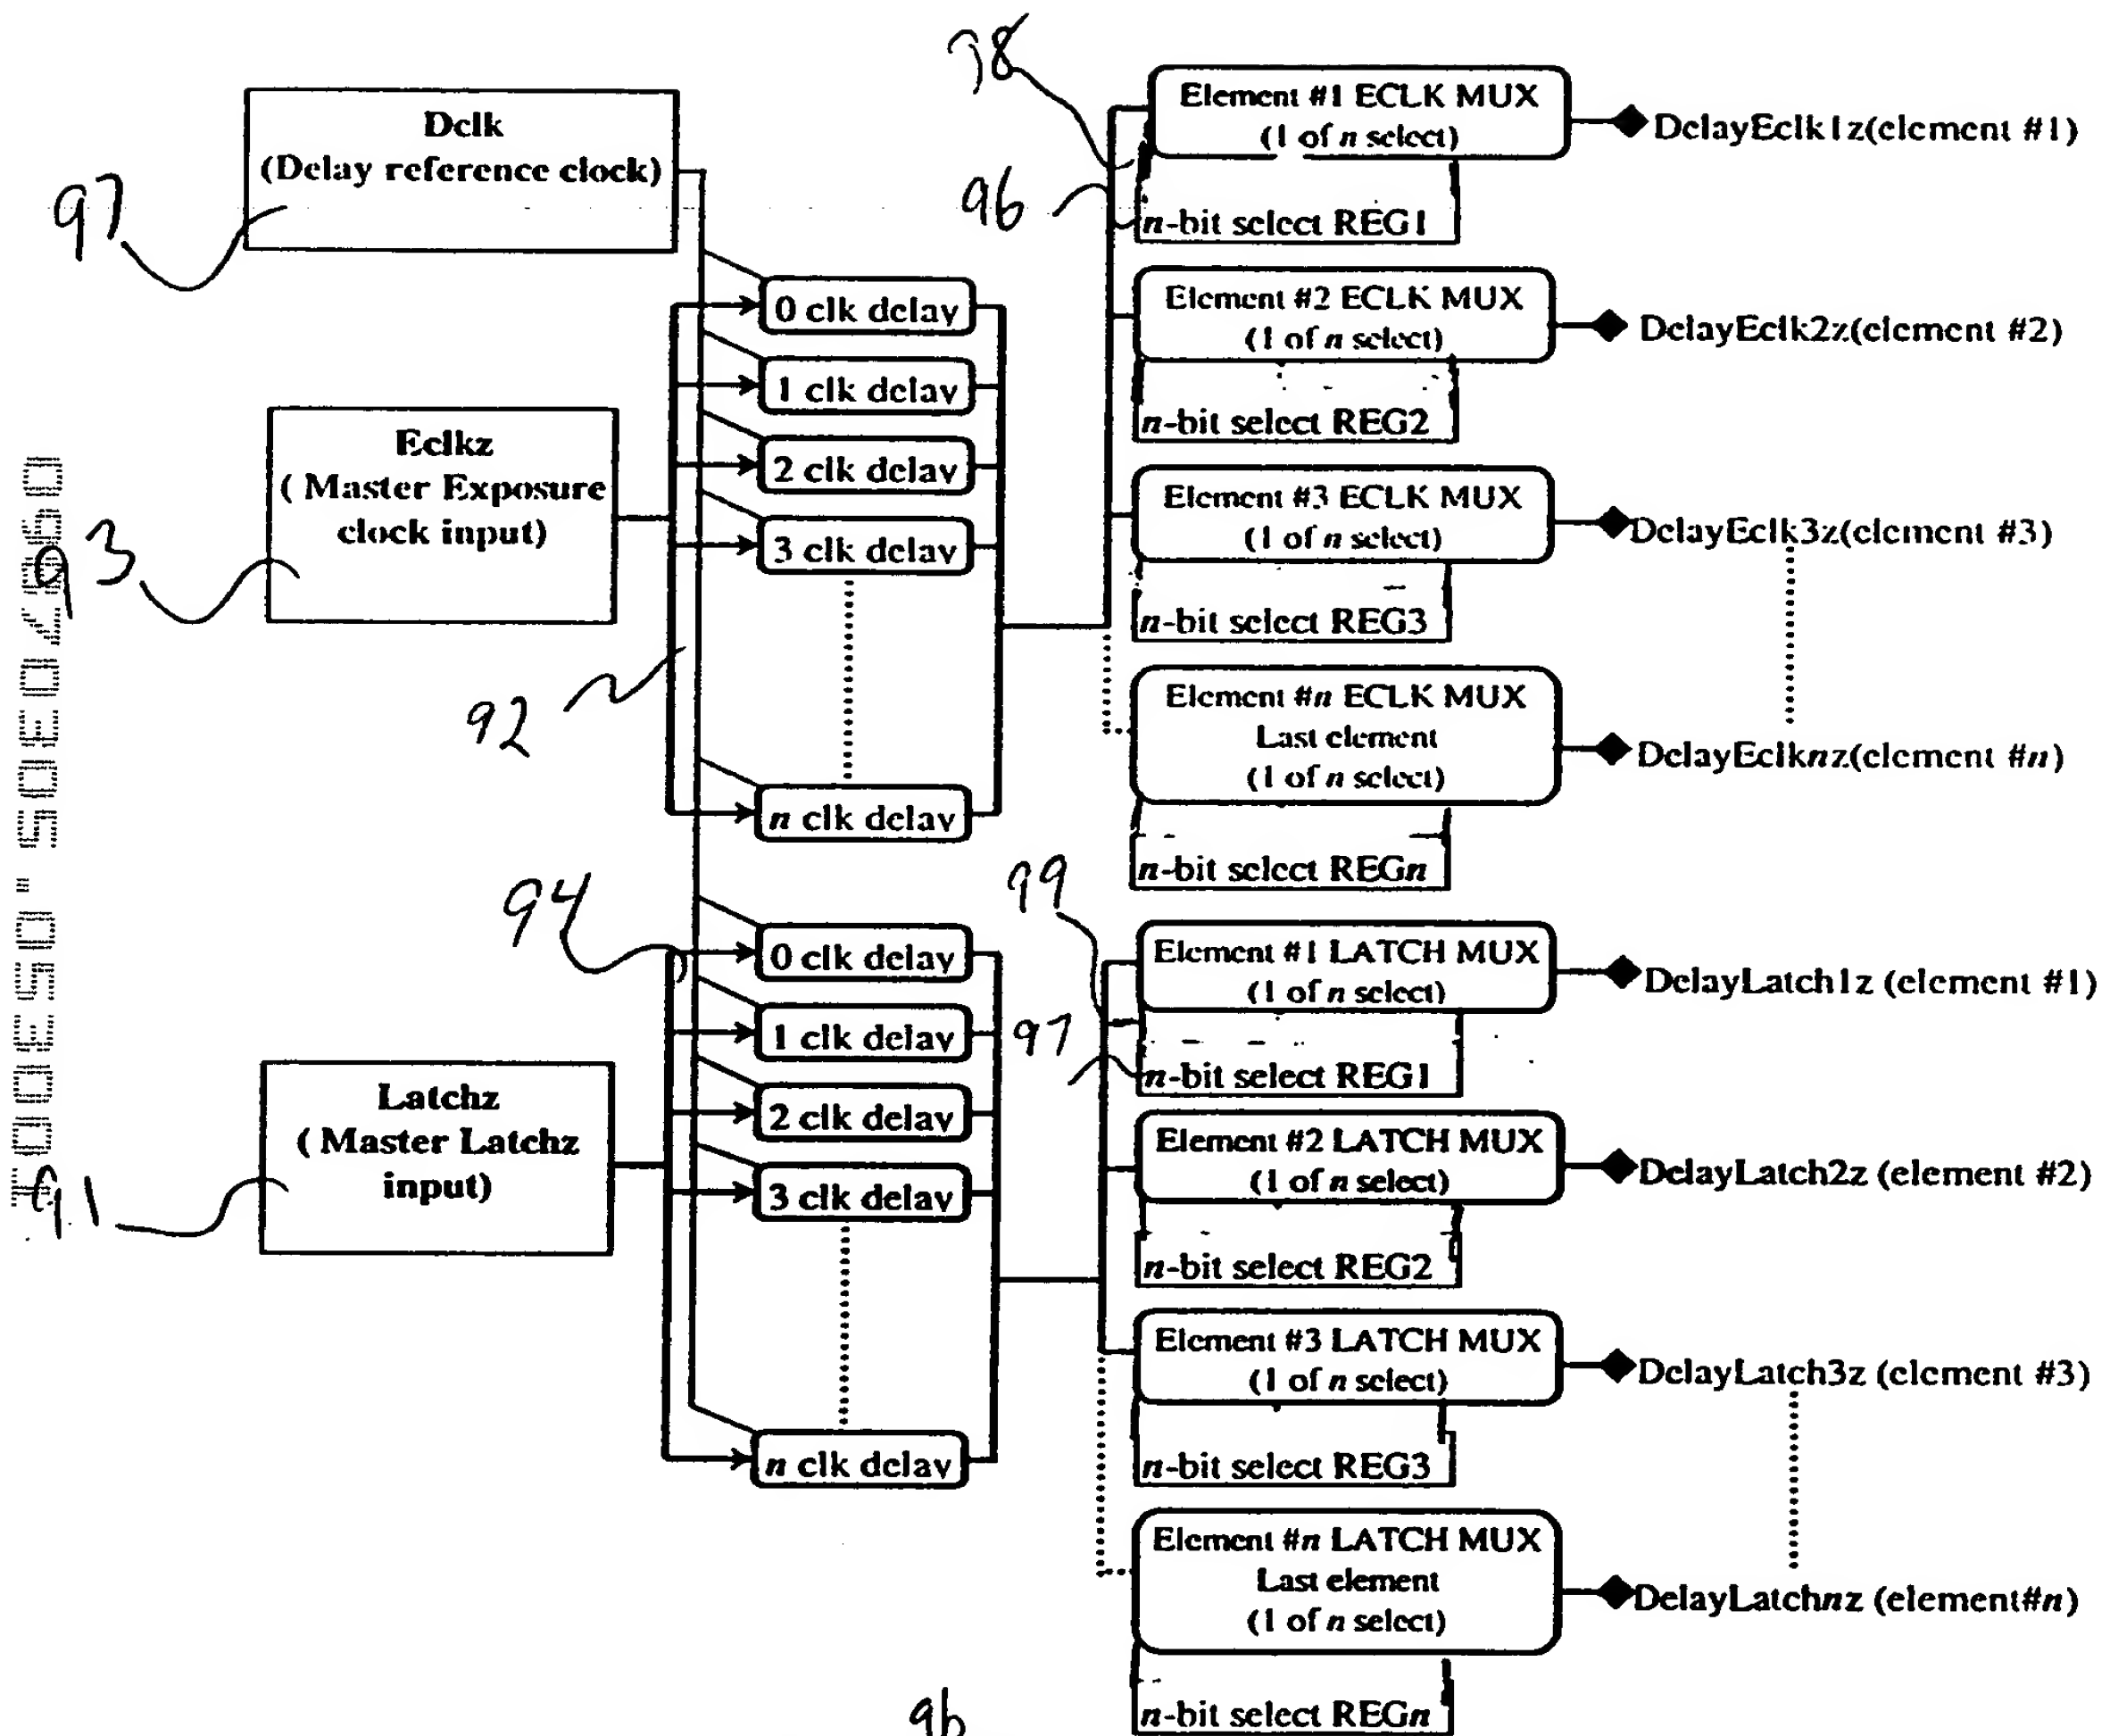 Dclk
(Delay reference clock)
97
Eclkz
( Master Exposure
clock input)
93
Latchz
( Master Latchz
input)
91
0 clk delay
1 clk delay
2 clk delay
3 clk delay
n clk delay
92
94
0 clk delay
1 clk delay
2 clk delay
3 clk delay
n clk delay
98
96
Element #1 ECLK MUX
(1 of n select)
n-bit select REG1
DelayEclk1z(element #1)
Element #2 ECLK MUX
(1 of n select)
n-bit select REG2
DelayEclk2z(element #2)
Element #3 ECLK MUX
(1 of n select)
n-bit select REG3
DelayEclk3z(element #3)
Element #n ECLK MUX
Last element
(1 of n select)
n-bit select REGn
DelayEclknz(element #n)
99
97
Element #1 LATCH MUX
(1 of n select)
n-bit select REG1
DelayLatch1z (element #1)
Element #2 LATCH MUX
(1 of n select)
n-bit select REG2
DelayLatch2z (element #2)
Element #3 LATCH MUX
(1 of n select)
n-bit select REG3
DelayLatch3z (element #3)
Element #n LATCH MUX
Last element
(1 of n select)
n-bit select REGn
DelayLatchnz (element#n)
96